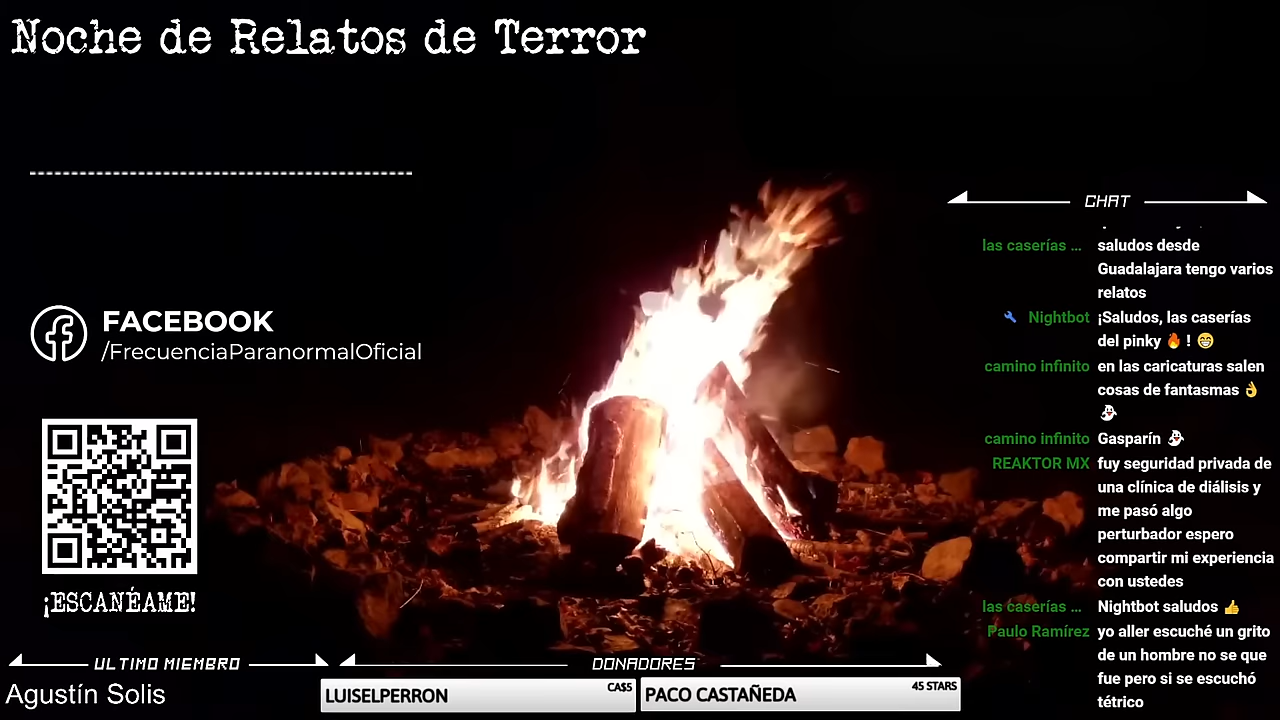 Noche de Relatos de Terror
FACEBOOK
/FrecuenciaParanormalOficial
¡ESCANÉAME!
CHAT
las caserías ... saludos desde
Guadalajara tengo varios
relatos
Nightbot ¡Saludos, las caserías
del pinky 🔥 ! 😁
camino infinito en las caricaturas salen
cosas de fantasmas 👌
👻
camino infinito Gasparín 👻
REAKTOR MX fuy seguridad privada de
una clínica de diálisis y
me pasó algo
perturbador espero
compartir mi experiencia
con ustedes
las caserías ... Nightbot saludos 👍
Paulo Ramírez yo aller escuché un grito
de un hombre no se que
fue pero si se escuchó
tétrico
ULTIMO MIEMBRO
Agustín Solis
DONADORES
LUISELPERRON CA$5
PACO CASTAÑEDA 45 STARS